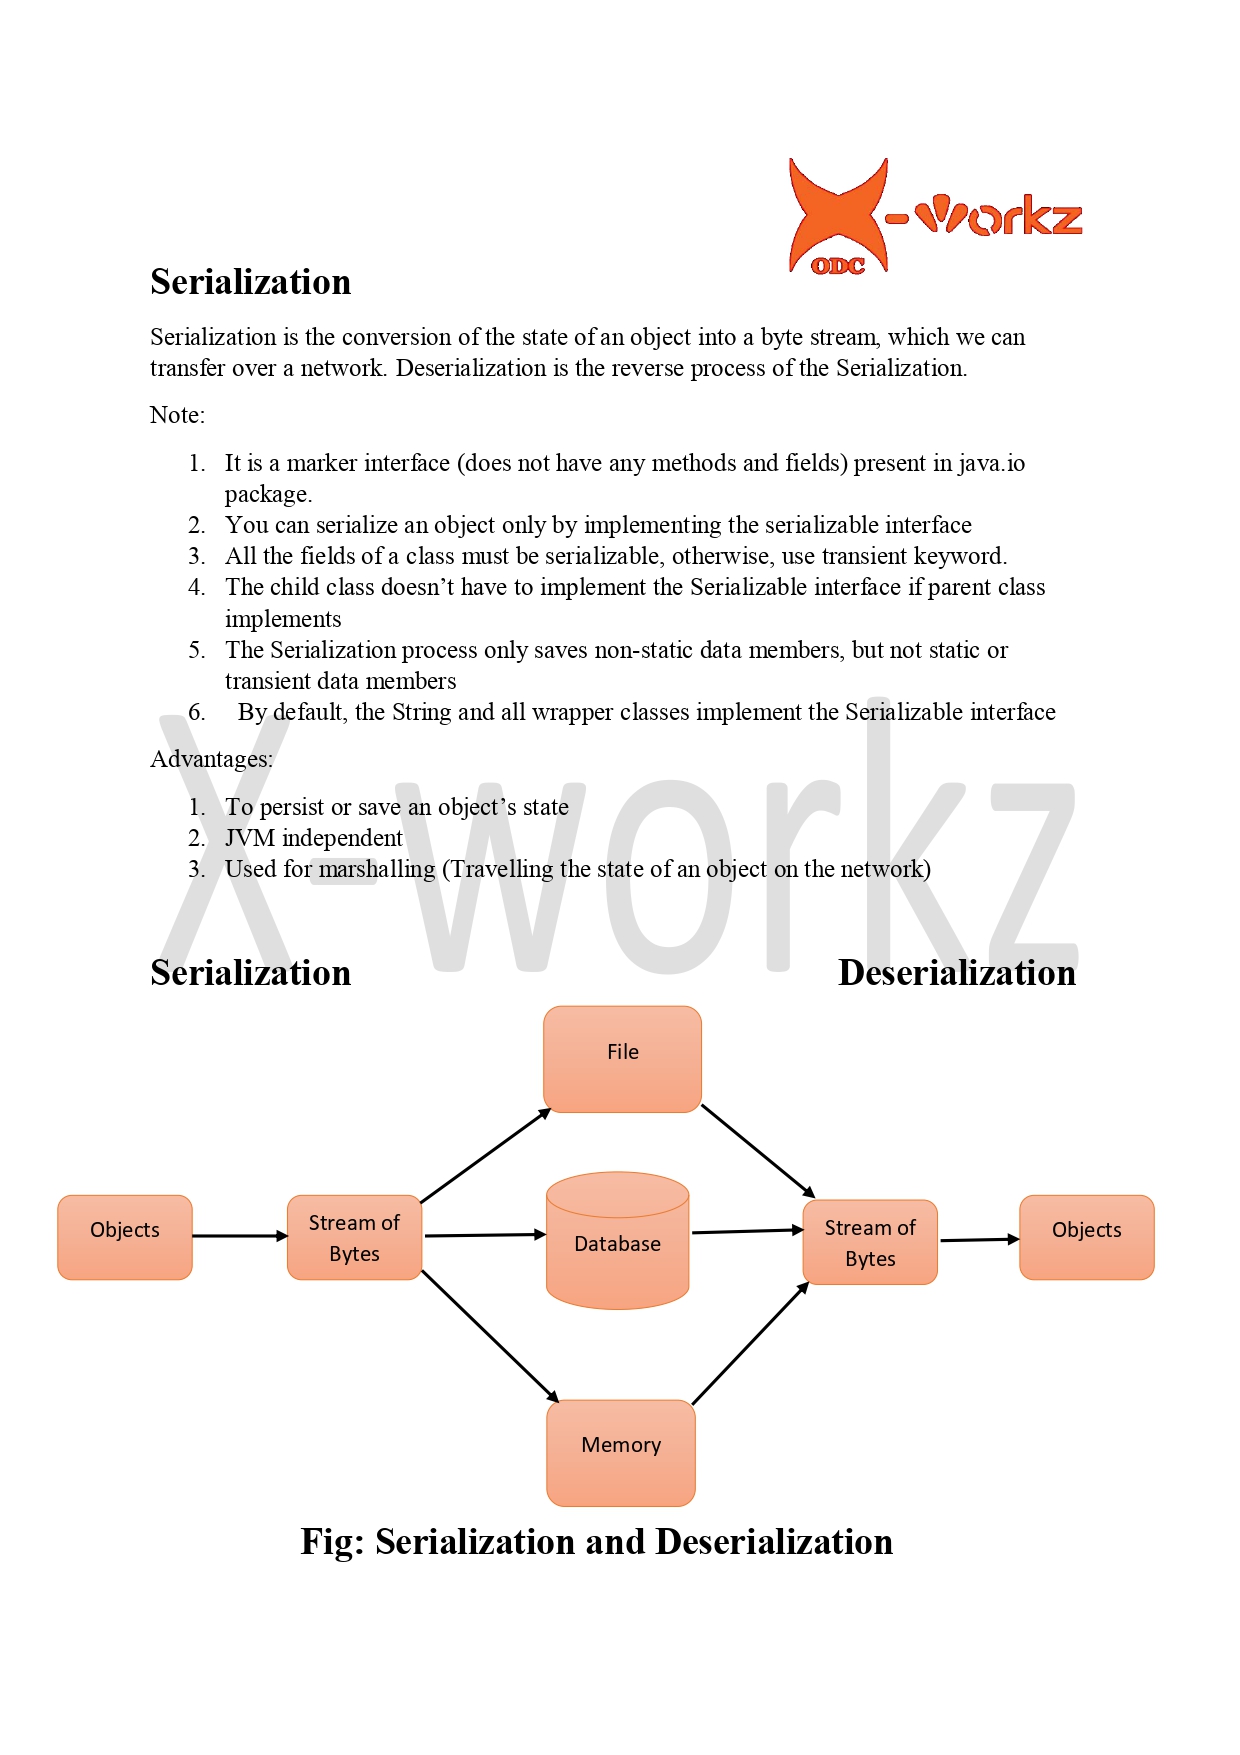 X-workz
ODC
Serialization
Serialization is the conversion of the state of an object into a byte stream, which we can
transfer over a network. Deserialization is the reverse process of the Serialization.
Note:
1. It is a marker interface (does not have any methods and fields) present in java.io
package.
2. You can serialize an object only by implementing the serializable interface
3. All the fields of a class must be serializable, otherwise, use transient keyword.
4. The child class doesn’t have to implement the Serializable interface if parent class
implements
5. The Serialization process only saves non-static data members, but not static or
transient data members
6. By default, the String and all wrapper classes implement the Serializable interface
Advantages:
1. To persist or save an object’s state
2. JVM independent
3. Used for marshalling (Travelling the state of an object on the network)
X-workz
Serialization Deserialization
File
Objects
Stream of
Bytes
Database
Stream of
Bytes
Objects
Memory
Fig: Serialization and Deserialization